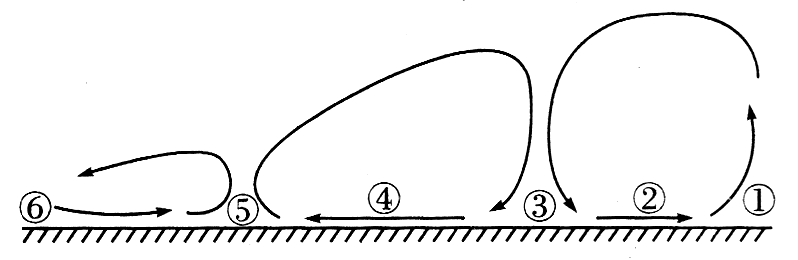 ④ ② ①
⑥ ⑤ ③